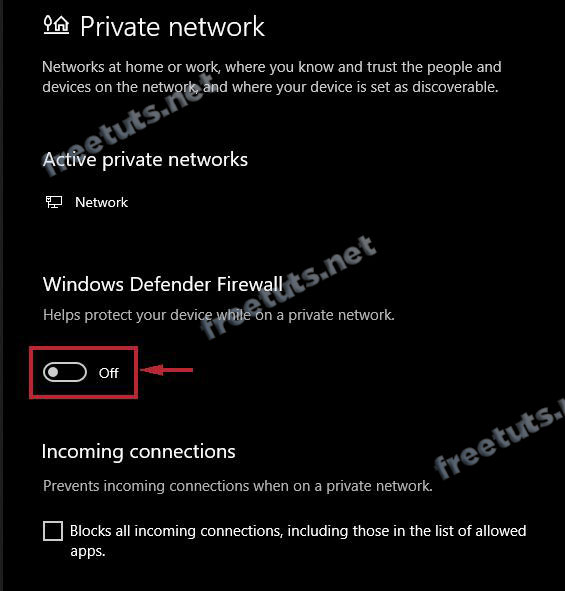 Private network
Networks at home or work, where you know and trust the people and
devices on the network, and where your device is set as discoverable.
freetuts.net
Active private networks
Network
freetuts.net
Windows Defender Firewall
Helps protect your device while on a private network.
Off
freetuts.net
Incoming connections
Prevents incoming connections when on a private network.
Blocks all incoming connections, including those in the list of allowed
apps.